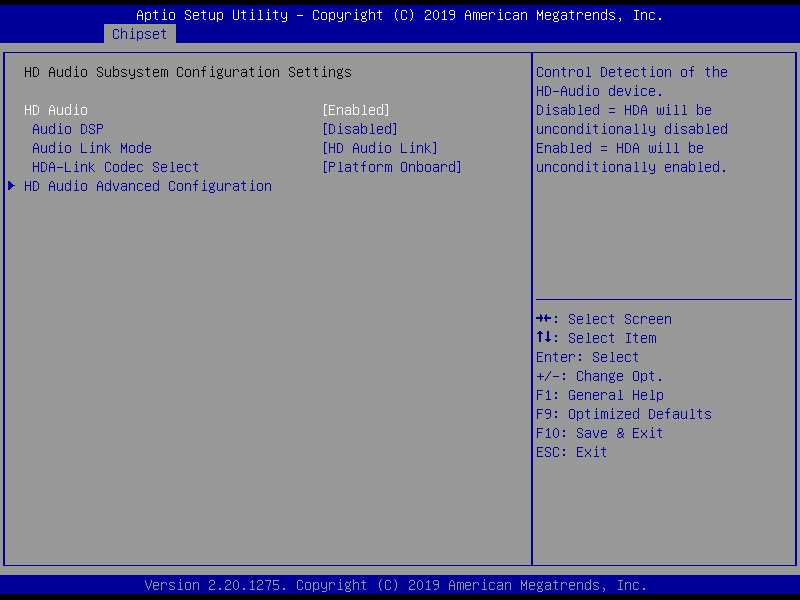 Aptio Setup Utility – Copyright (C) 2019 American Megatrends, Inc.
Chipset
HD Audio Subsystem Configuration Settings
HD Audio [Enabled]
Audio DSP [Disabled]
Audio Link Mode [HD Audio Link]
HDA-Link Codec Select [Platform Onboard]
HD Audio Advanced Configuration
Control Detection of the
HD-Audio device.
Disabled = HDA will be
unconditionally disabled
Enabled = HDA will be
unconditionally enabled.
→←: Select Screen
↑↓: Select Item
Enter: Select
+/-: Change Opt.
F1: General Help
F9: Optimized Defaults
F10: Save & Exit
ESC: Exit
Version 2.20.1275. Copyright (C) 2019 American Megatrends, Inc.